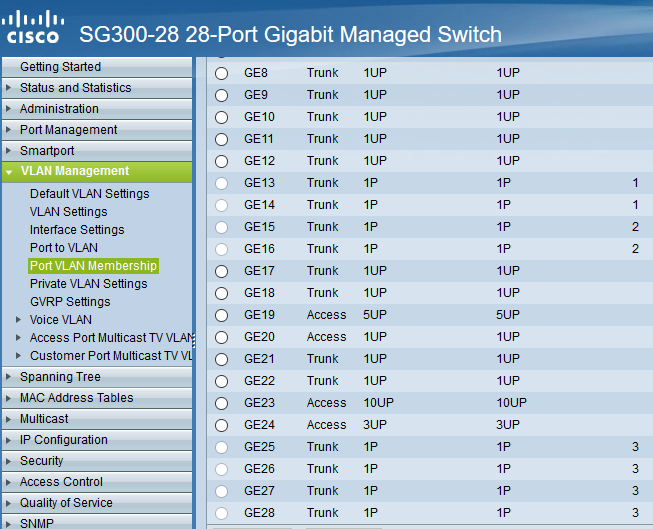 CISCO SG300-28 28-Port Gigabit Managed Switch
Getting Started
Status and Statistics
Administration
Port Management
Smartport
VLAN Management
Default VLAN Settings
VLAN Settings
Interface Settings
Port to VLAN
Port VLAN Membership
Private VLAN Settings
GVRP Settings
Voice VLAN
Access Port Multicast TV VLAN
Customer Port Multicast TV VL
Spanning Tree
MAC Address Tables
Multicast
IP Configuration
Security
Access Control
Quality of Service
SNMP
GE8 Trunk 1UP 1UP
GE9 Trunk 1UP 1UP
GE10 Trunk 1UP 1UP
GE11 Trunk 1UP 1UP
GE12 Trunk 1UP 1UP
GE13 Trunk 1P 1P 1
GE14 Trunk 1P 1P 1
GE15 Trunk 1P 1P 2
GE16 Trunk 1P 1P 2
GE17 Trunk 1UP 1UP
GE18 Trunk 1UP 1UP
GE19 Access 5UP 5UP
GE20 Access 1UP 1UP
GE21 Trunk 1UP 1UP
GE22 Trunk 1UP 1UP
GE23 Access 10UP 10UP
GE24 Access 3UP 3UP
GE25 Trunk 1P 1P 3
GE26 Trunk 1P 1P 3
GE27 Trunk 1P 1P 3
GE28 Trunk 1P 1P 3